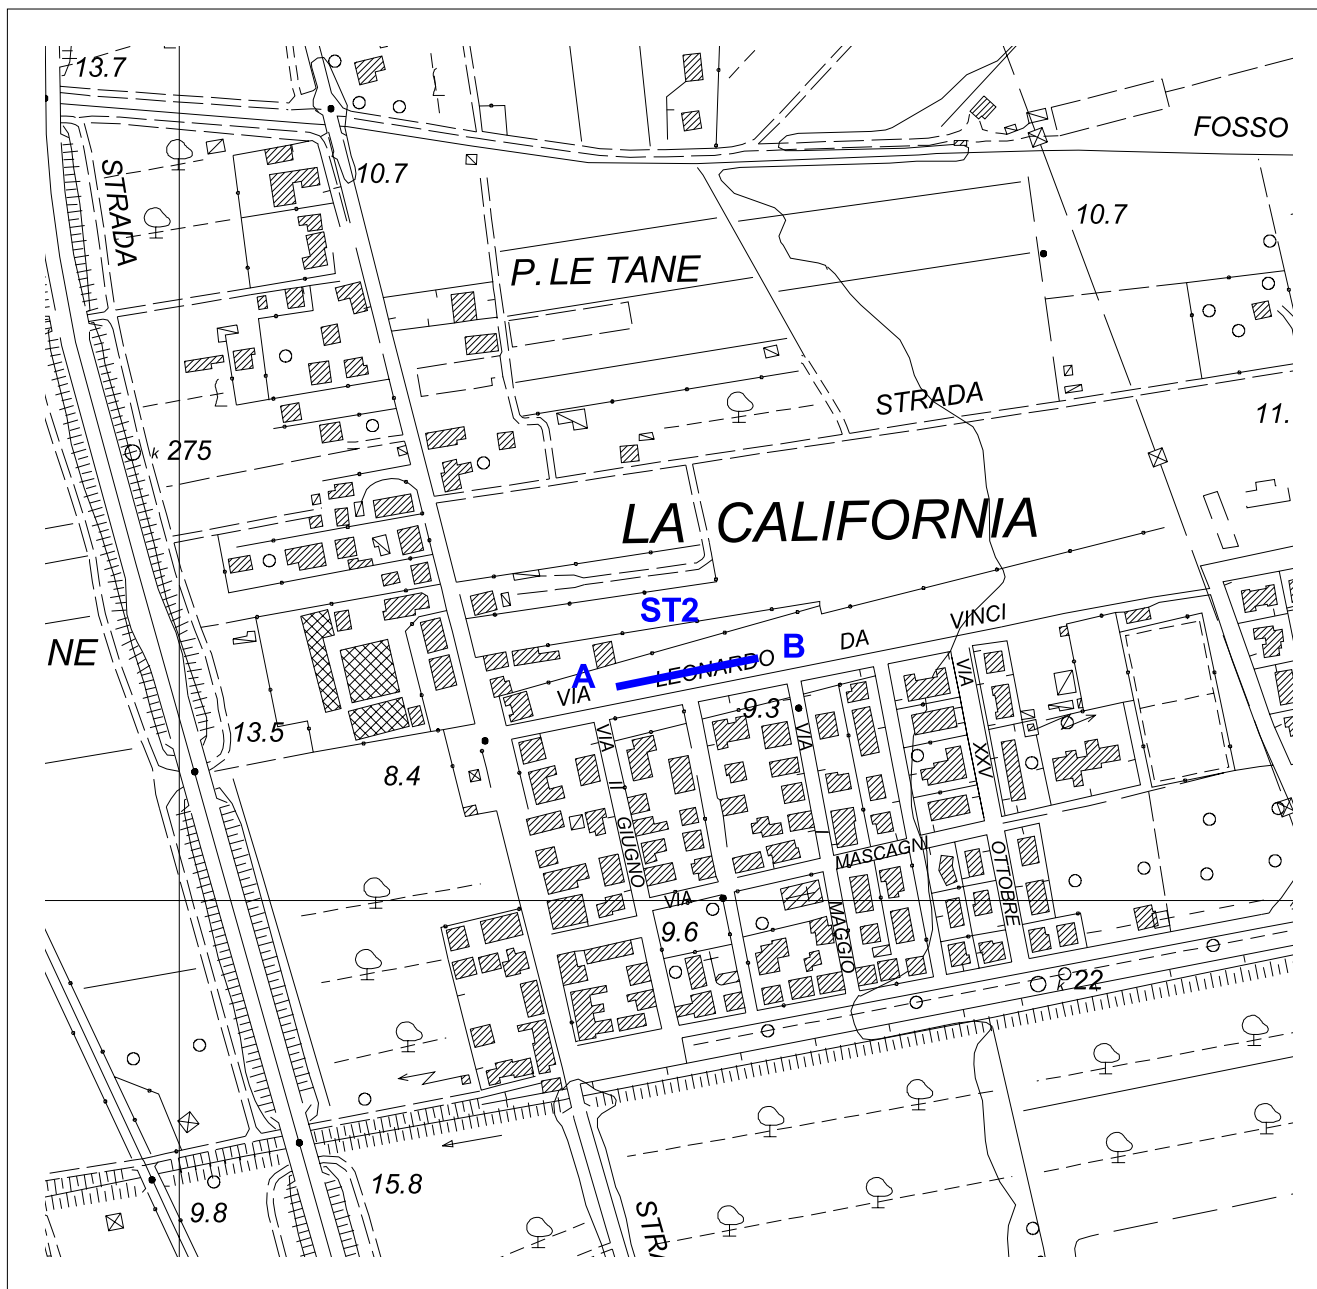 13.7
FOSSO
STRADA
10.7
10.7
P. LE TANE
STRADA
11.
k 275
LA CALIFORNIA
ST2
NE
A
B
VIA LEONARDO DA VINCI
13.5
9.3
8.4
VIA II GIUGNO
VIA I MAGGIO
VIA XXV OTTOBRE
VIA MASCAGNI
9.6
k 22
15.8
9.8
STRA